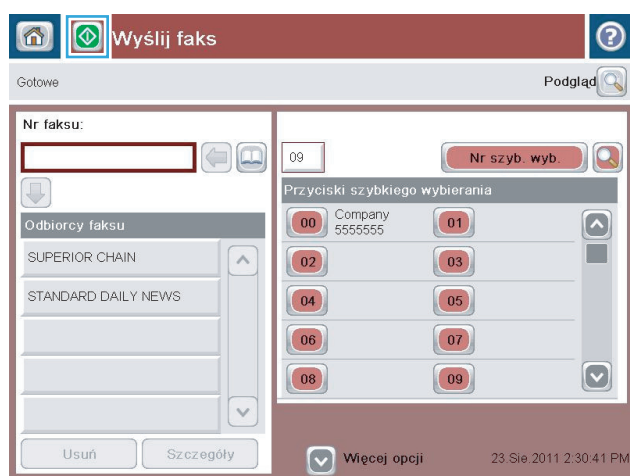 Wyślij faks
?
Gotowe
Podgląd
Nr faksu:
09
Nr szyb. wyb.
Przyciski szybkiego wybierania
Odbiorcy faksu
SUPERIOR CHAIN
STANDARD DAILY NEWS
00 Company 01
5555555
02 03
04 05
06 07
08 09
Usuń Szczegóły
Więcej opcji
23.Sie.2011 2:30:41 PM